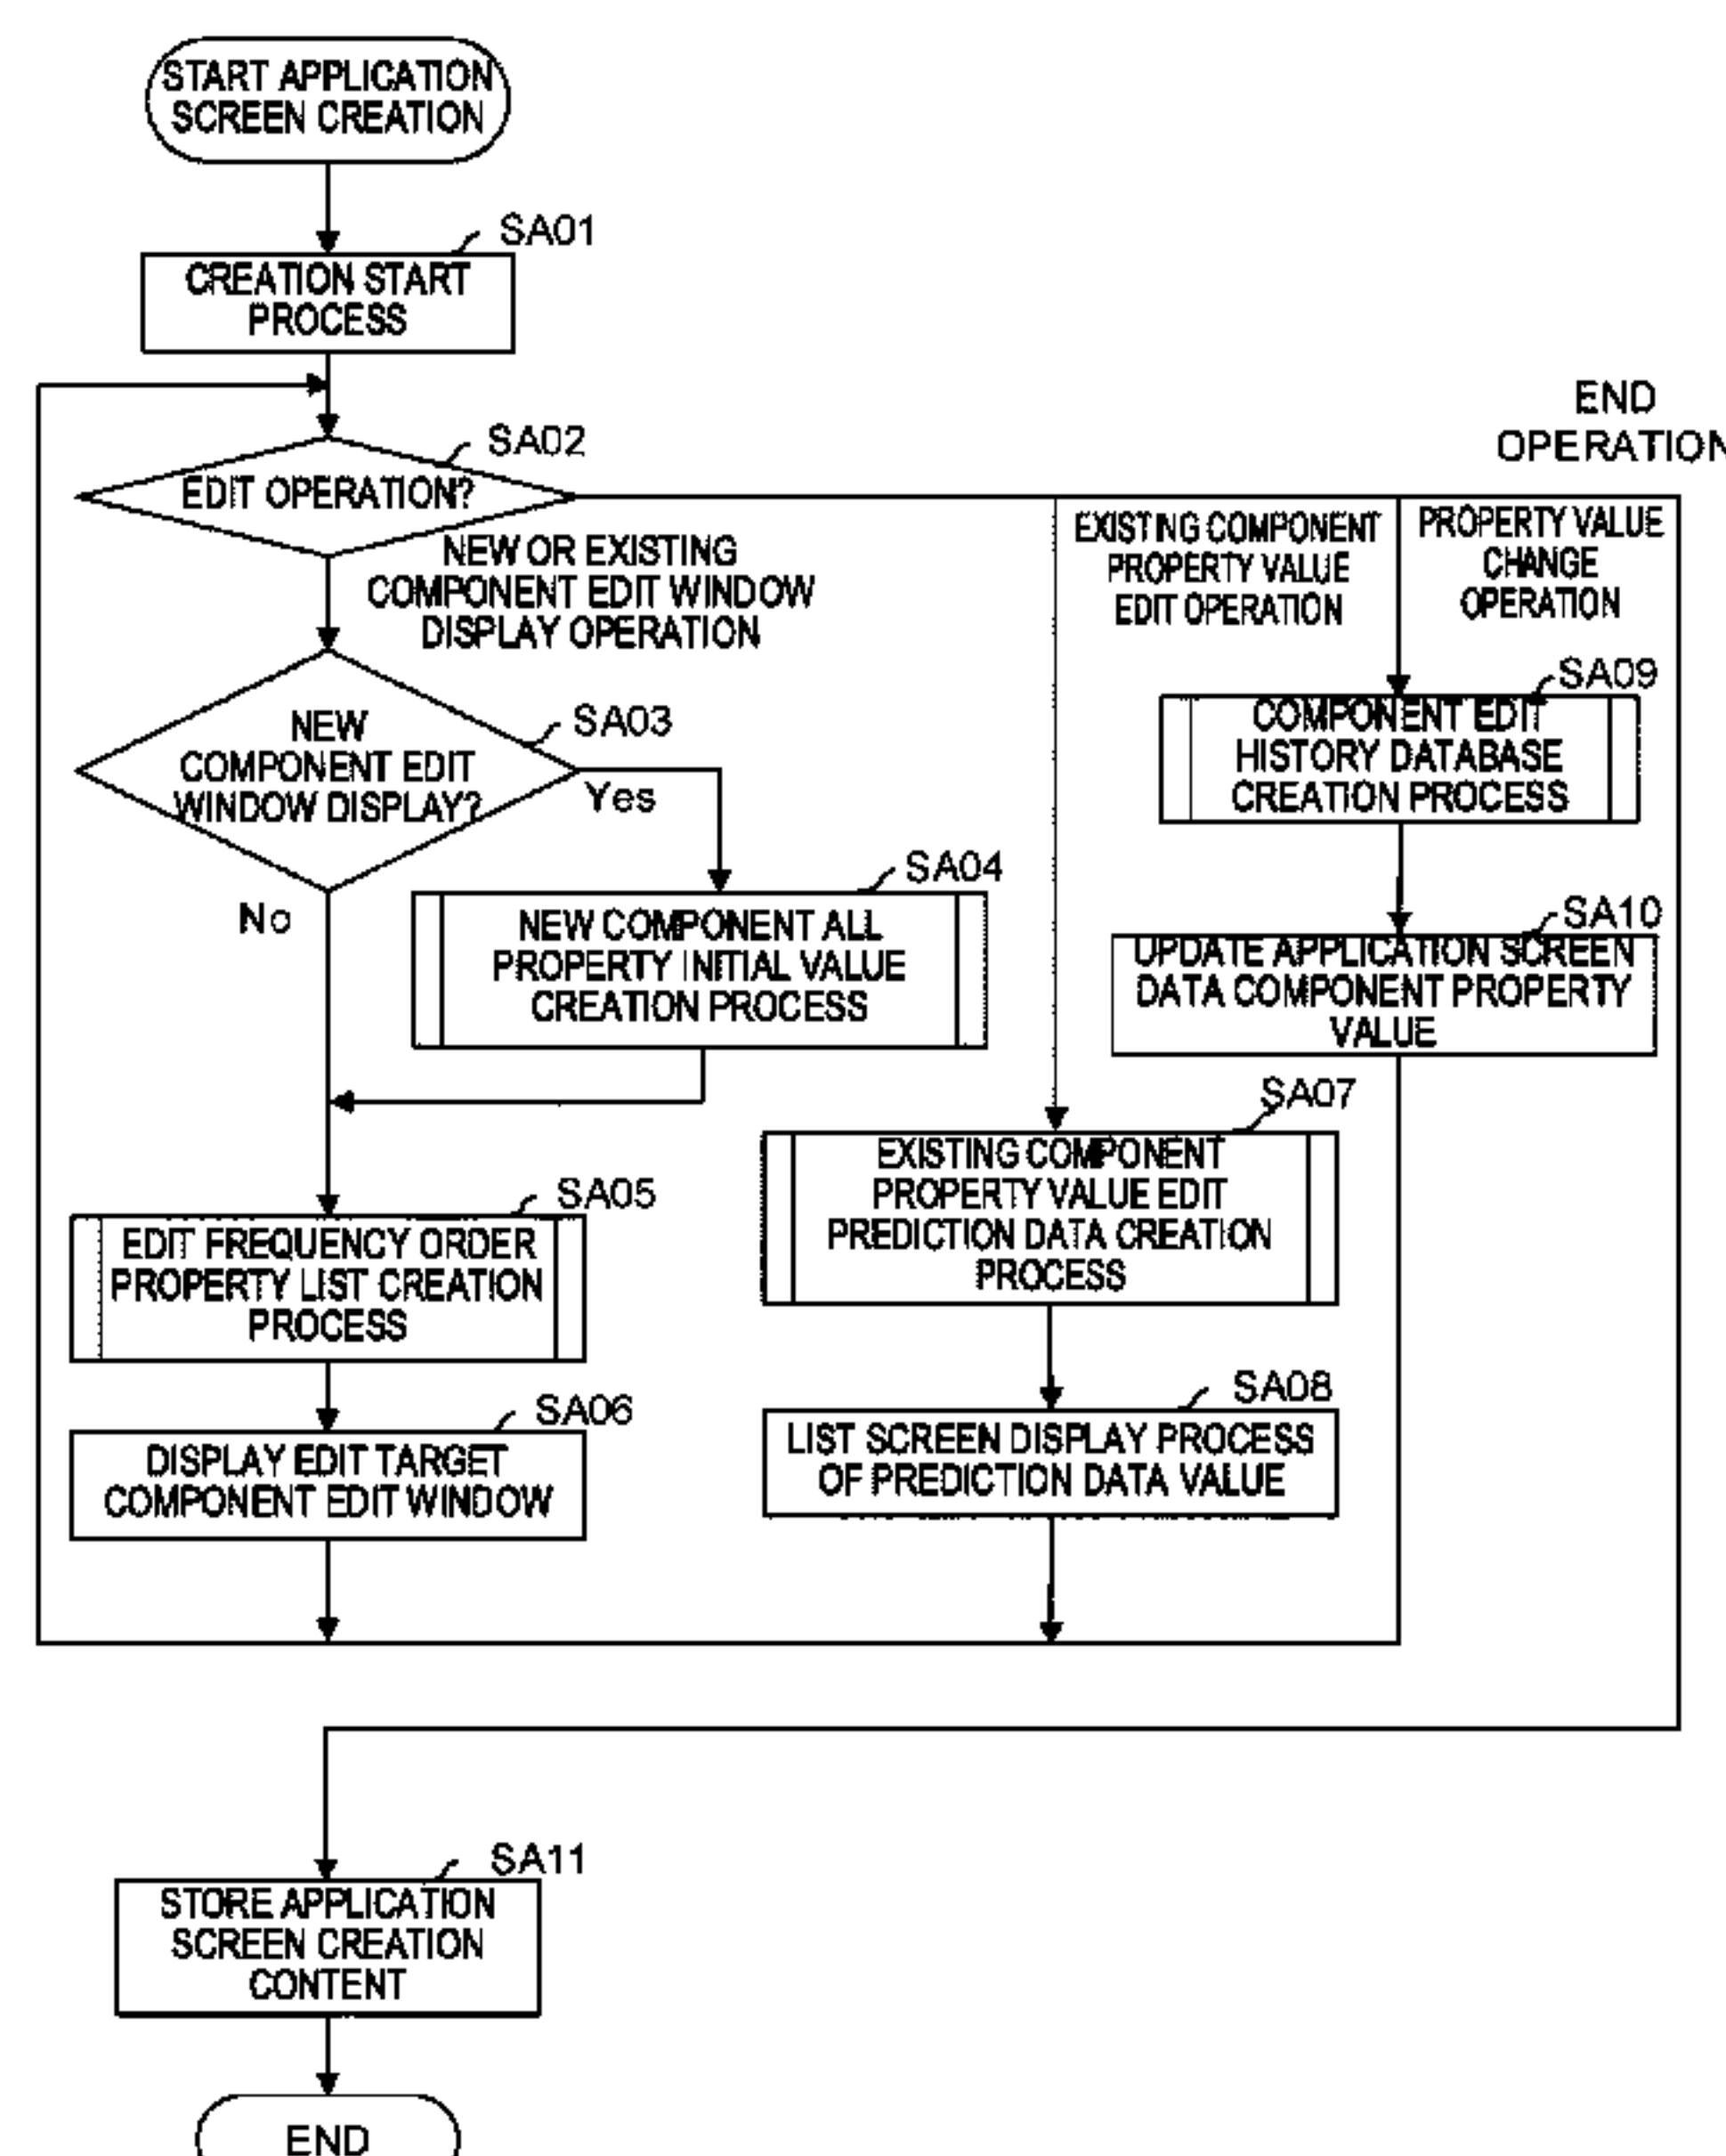 START APPLICATION
SCREEN CREATION
SA01
CREATION START
PROCESS
END
OPERATION
SA02
EDIT OPERATION?
NEW OR EXISTING
COMPONENT EDIT WINDOW
DISPLAY OPERATION
EXISTING COMPONENT
PROPERTY VALUE
EDIT OPERATION
PROPERTY VALUE
CHANGE
OPERATION
SA03
NEW
COMPONENT EDIT
WINDOW DISPLAY?
Yes
No
SA09
COMPONENT EDIT
HISTORY DATABASE
CREATION PROCESS
SA04
NEW COMPONENT ALL
PROPERTY INITIAL VALUE
CREATION PROCESS
SA10
UPDATE APPLICATION SCREEN
DATA COMPONENT PROPERTY
VALUE
SA07
EXISTING COMPONENT
PROPERTY VALUE EDIT
PREDICTION DATA CREATION
PROCESS
SA05
EDIT FREQUENCY ORDER
PROPERTY LIST CREATION
PROCESS
SA08
LIST SCREEN DISPLAY PROCESS
OF PREDICTION DATA VALUE
SA06
DISPLAY EDIT TARGET
COMPONENT EDIT WINDOW
SA11
STORE APPLICATION
SCREEN CREATION
CONTENT
END